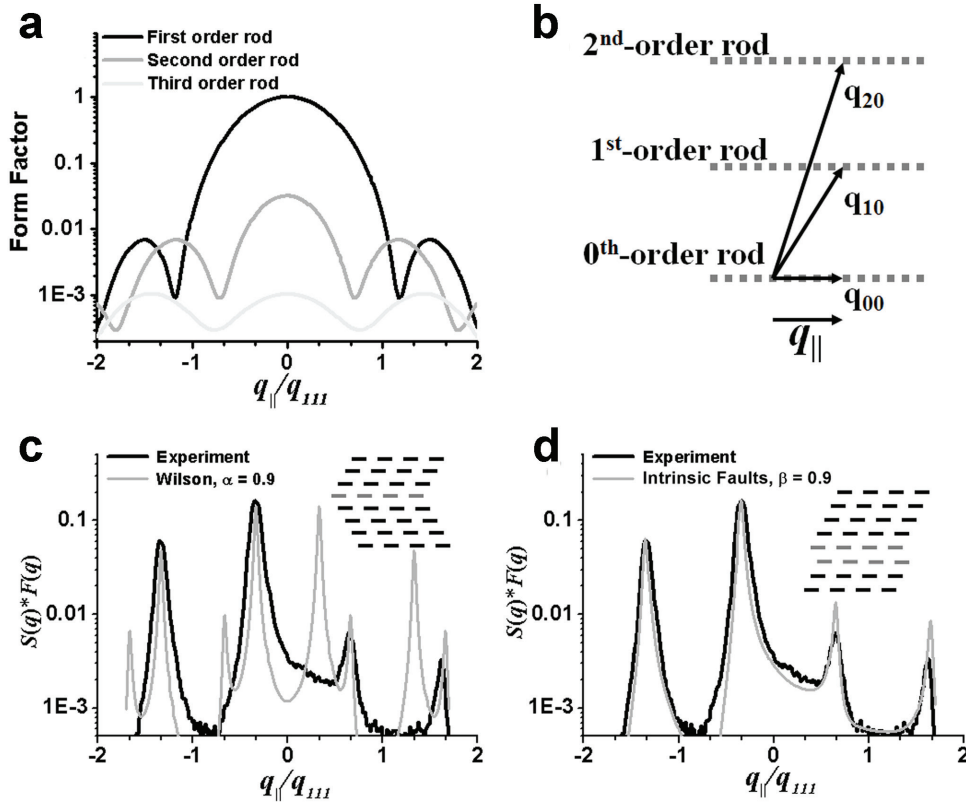 a
First order rod
Second order rod
Third order rod
Form Factor
1
0.1
0.01
1E-3
-2
-1
0
1
2
q||/q111
b
2nd-order rod
q20
1st-order rod
q10
0th-order rod
q00
q||
c
Experiment
Wilson, α = 0.9
S(q)*F(q)
0.1
0.01
1E-3
-2
-1
0
1
2
q||/q111
d
Experiment
Intrinsic Faults, β = 0.9
S(q)*F(q)
0.1
0.01
1E-3
-2
-1
0
1
2
q||/q111